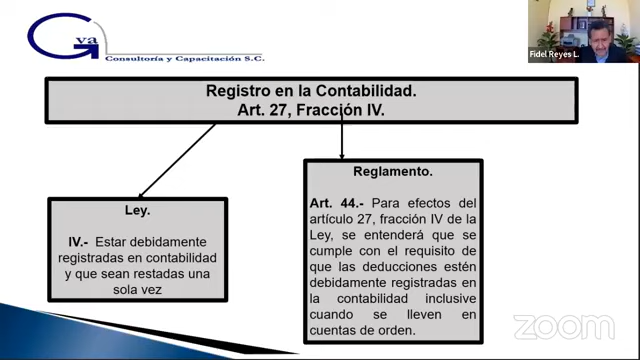 Gva
Consultoría y Capacitación S.C.
Fidel Reyes L.
Registro en la Contabilidad.
Art. 27, Fracción IV.
Ley.
IV.- Estar debidamente
registradas en contabilidad
y que sean restadas una
sola vez
Reglamento.
Art. 44.- Para efectos del
artículo 27, fracción IV de la
Ley, se entenderá que se
cumple con el requisito de
que las deducciones estén
debidamente registradas en
la contabilidad inclusive
cuando se lleven en
cuentas de orden.
zoom